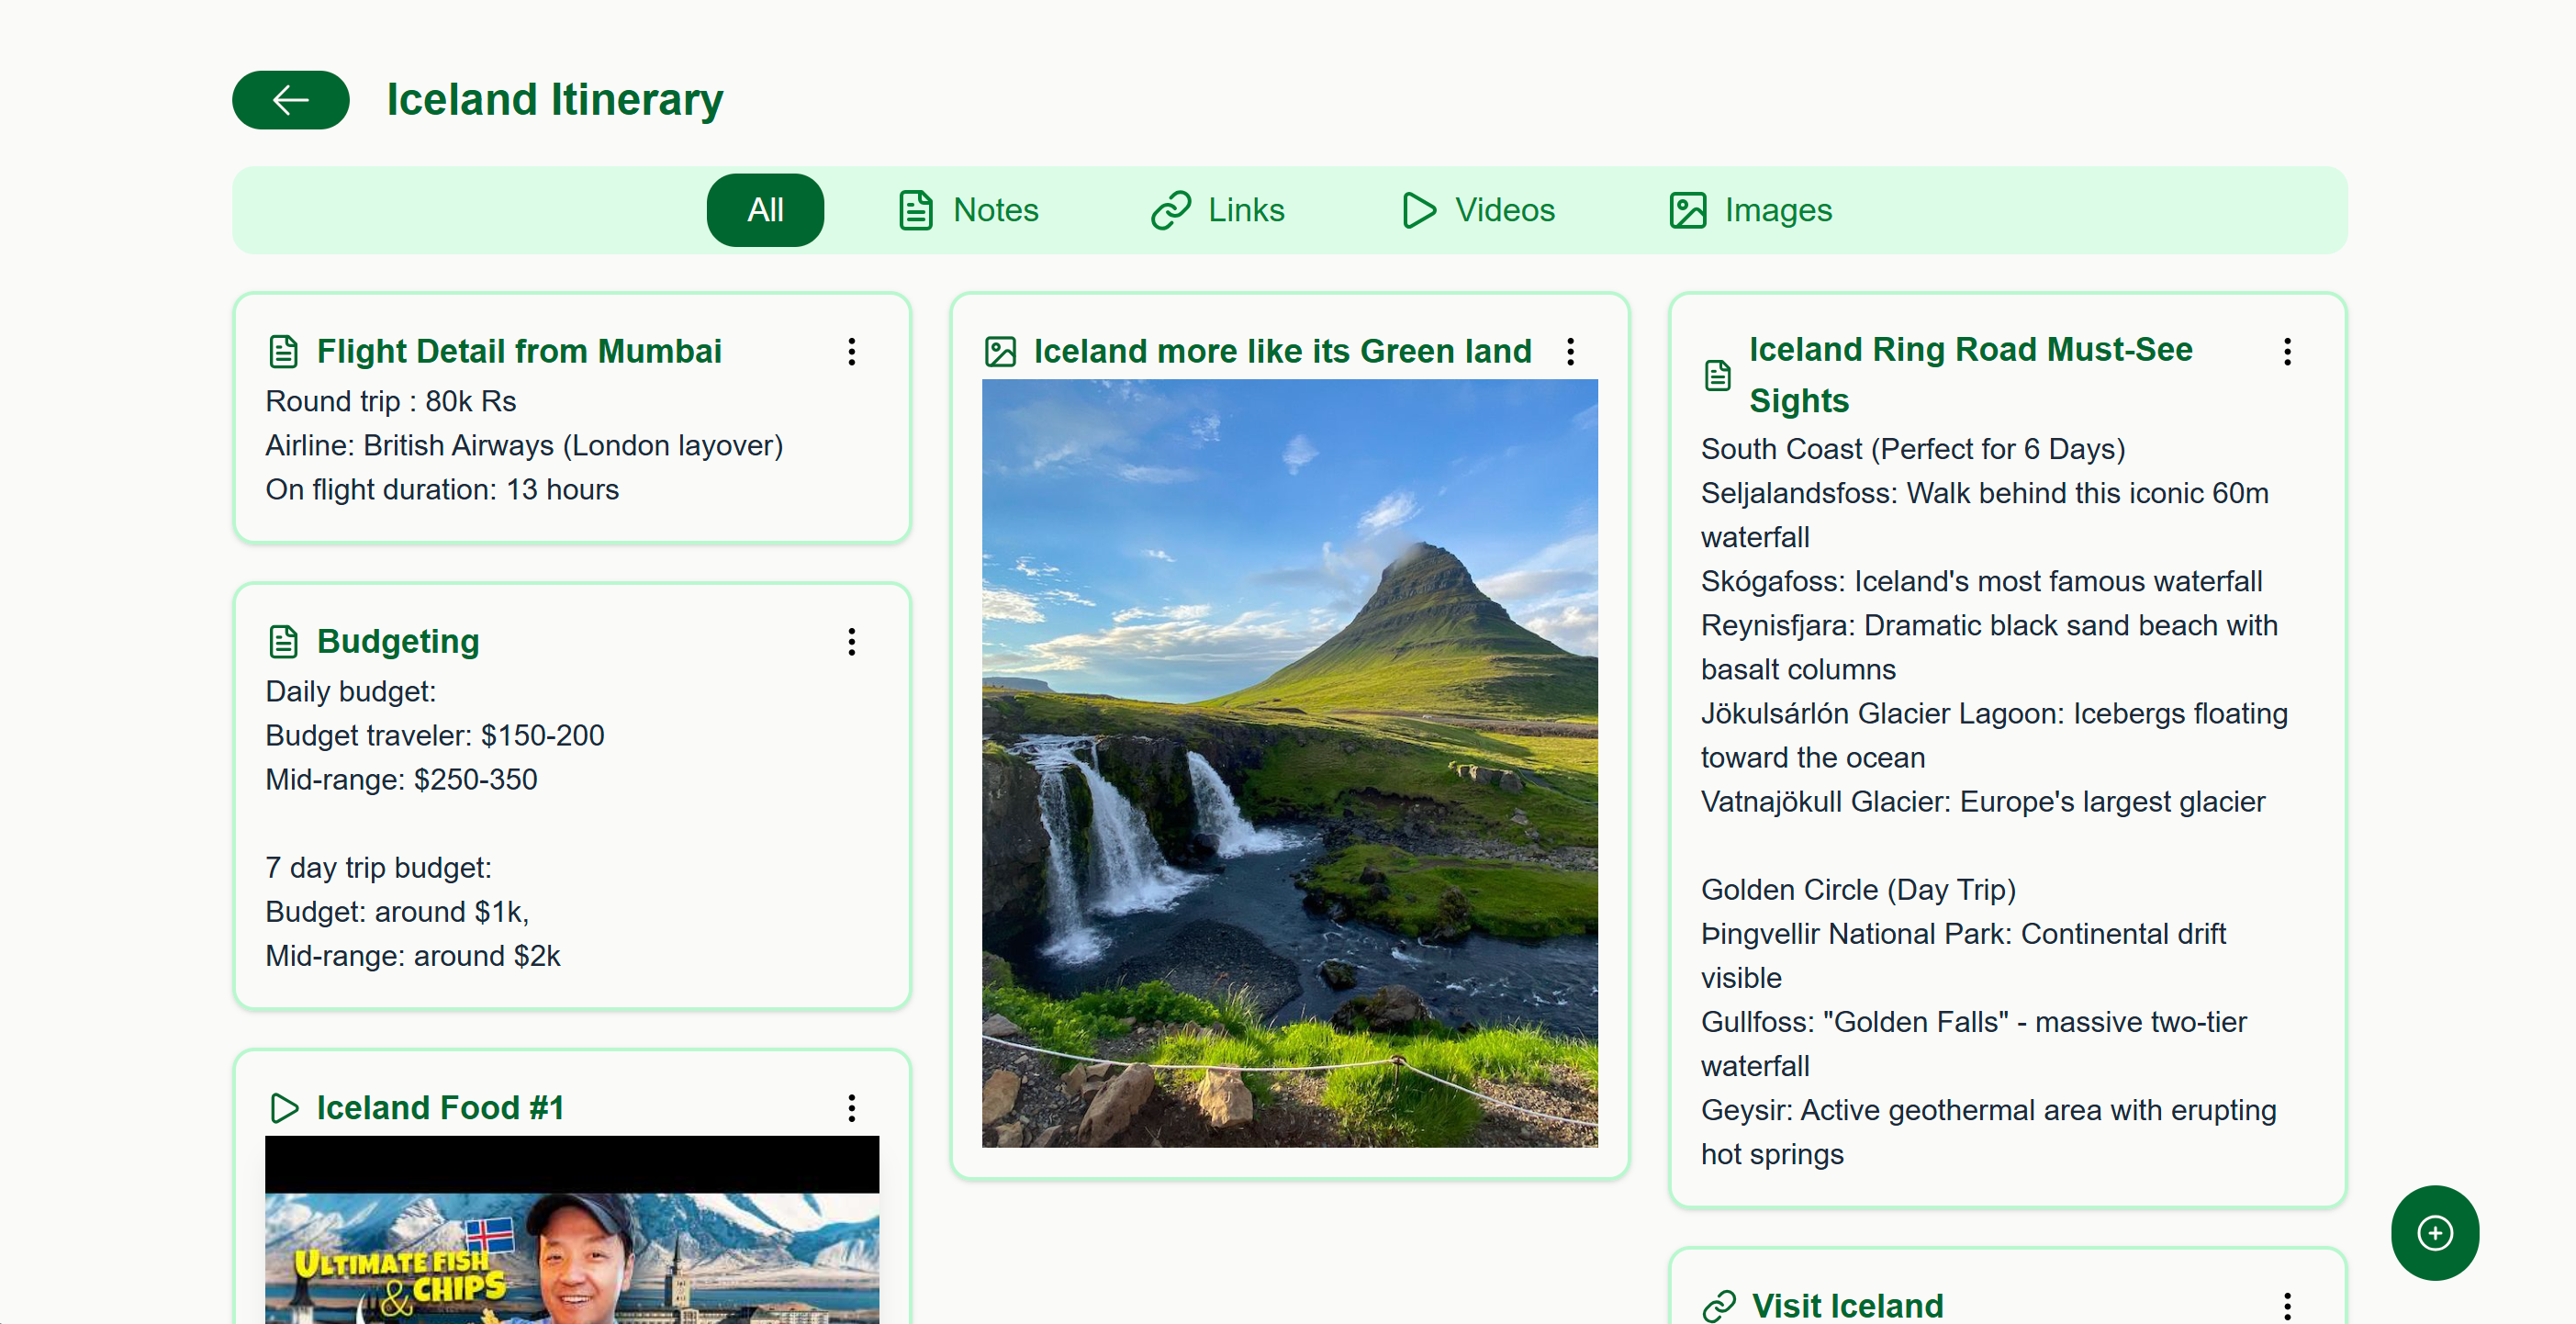 Iceland Itinerary
All
Notes
Links
Videos
Images
Flight Detail from Mumbai
Round trip : 80k Rs
Airline: British Airways (London layover)
On flight duration: 13 hours
Budgeting
Daily budget:
Budget traveler: $150-200
Mid-range: $250-350
7 day trip budget:
Budget: around $1k,
Mid-range: around $2k
Iceland Food #1
ULTIMATE FISH
& CHIPS
Iceland more like its Green land
Iceland Ring Road Must-See
Sights
South Coast (Perfect for 6 Days)
Seljalandsfoss: Walk behind this iconic 60m
waterfall
Skógafoss: Iceland's most famous waterfall
Reynisfjara: Dramatic black sand beach with
basalt columns
Jökulsárlón Glacier Lagoon: Icebergs floating
toward the ocean
Vatnajökull Glacier: Europe's largest glacier
Golden Circle (Day Trip)
Þingvellir National Park: Continental drift
visible
Gullfoss: "Golden Falls" - massive two-tier
waterfall
Geysir: Active geothermal area with erupting
hot springs
Visit Iceland